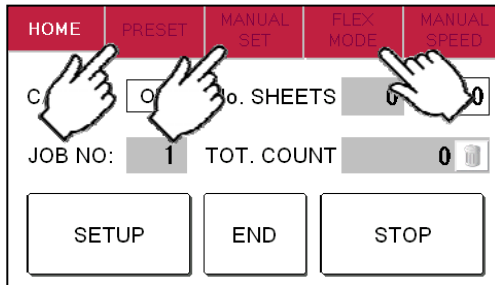 HOME
PRESET
MANUAL
SET
FLEX
MODE
MANUAL
SPEED
SHEETS 0 0
JOB NO: 1 TOT. COUNT 0
SETUP END STOP